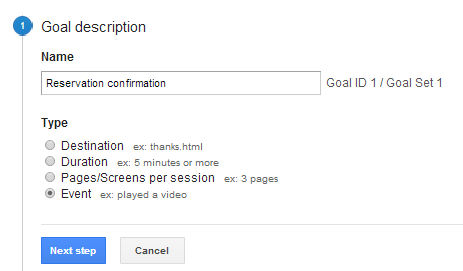 1 Goal description
Name
Reservation confirmation Goal ID 1 / Goal Set 1
Type
Destination ex: thanks.html
Duration ex: 5 minutes or more
Pages/Screens per session ex: 3 pages
Event ex: played a video
Next step Cancel